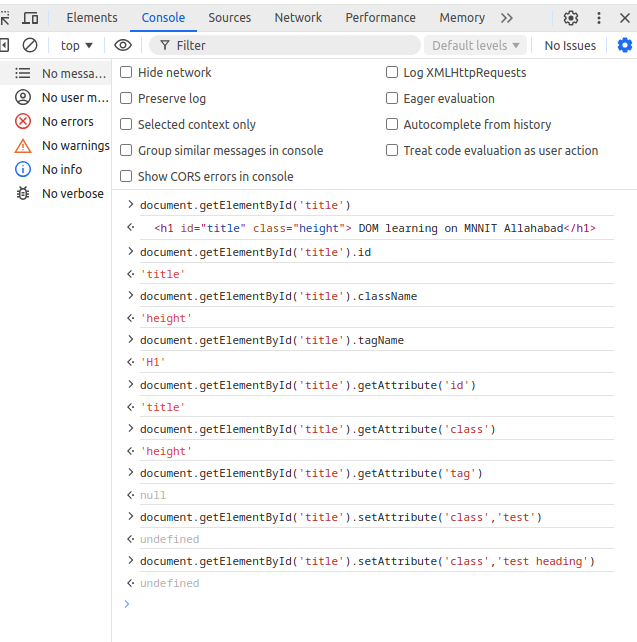 Elements Console Sources Network Performance Memory
top Filter Default levels No Issues
No messa...
No user m...
No errors
No warnings
No info
No verbose
Hide network Log XMLHttpRequests
Preserve log Eager evaluation
Selected context only Autocomplete from history
Group similar messages in console Treat code evaluation as user action
Show CORS errors in console
document.getElementById('title')
<h1 id="title" class="height"> DOM learning on MNNIT Allahabad</h1>
document.getElementById('title').id
'title'
document.getElementById('title').className
'height'
document.getElementById('title').tagName
'H1'
document.getElementById('title').getAttribute('id')
'title'
document.getElementById('title').getAttribute('class')
'height'
document.getElementById('title').getAttribute('tag')
null
document.getElementById('title').setAttribute('class','test')
undefined
document.getElementById('title').setAttribute('class','test heading')
undefined